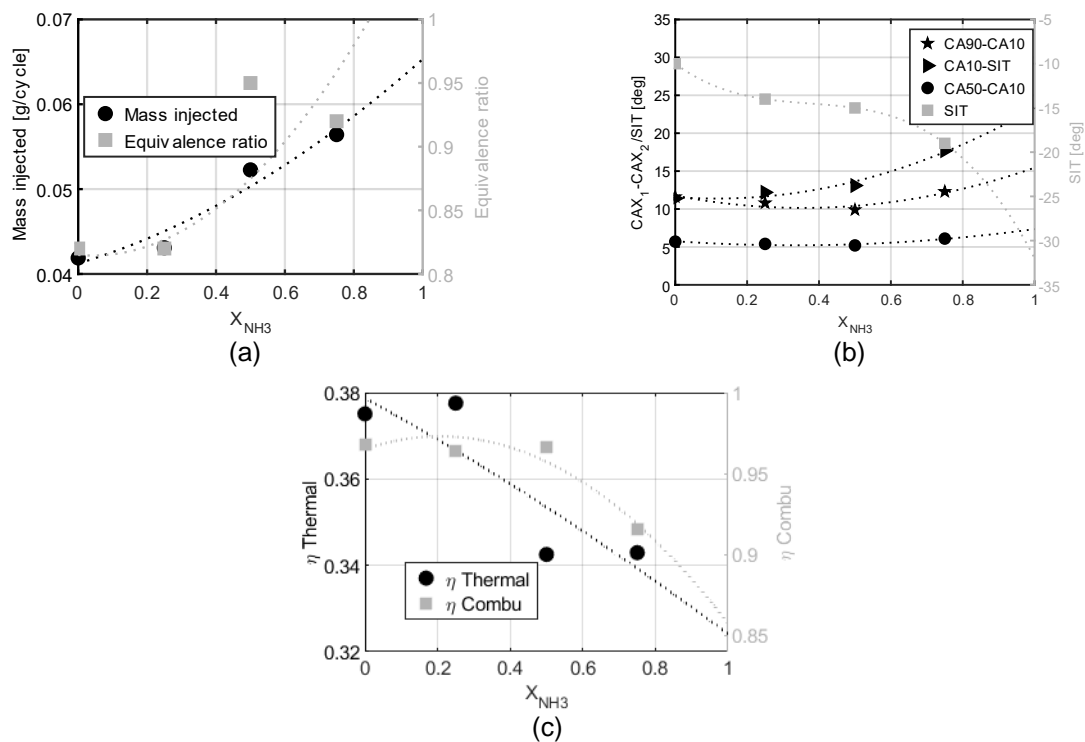 0.07
0.06
0.05
0.04
Mass injected [g/cycle]
Mass injected
Equivalence ratio
1
0.95
0.9
0.85
0.8
Equivalence ratio
0 0.2 0.4 0.6 0.8 1
X_NH3
(a)
35
30
25
20
15
10
5
0
CAX_1-CAX_2/SIT [deg]
CA90-CA10
CA10-SIT
CA50-CA10
SIT
-5
-10
-15
-20
-25
-30
-35
SIT [deg]
0 0.2 0.4 0.6 0.8 1
X_NH3
(b)
0.38
0.36
0.34
0.32
η Thermal
η Thermal
η Combu
1
0.95
0.9
0.85
η Combu
0 0.2 0.4 0.6 0.8 1
X_NH3
(c)